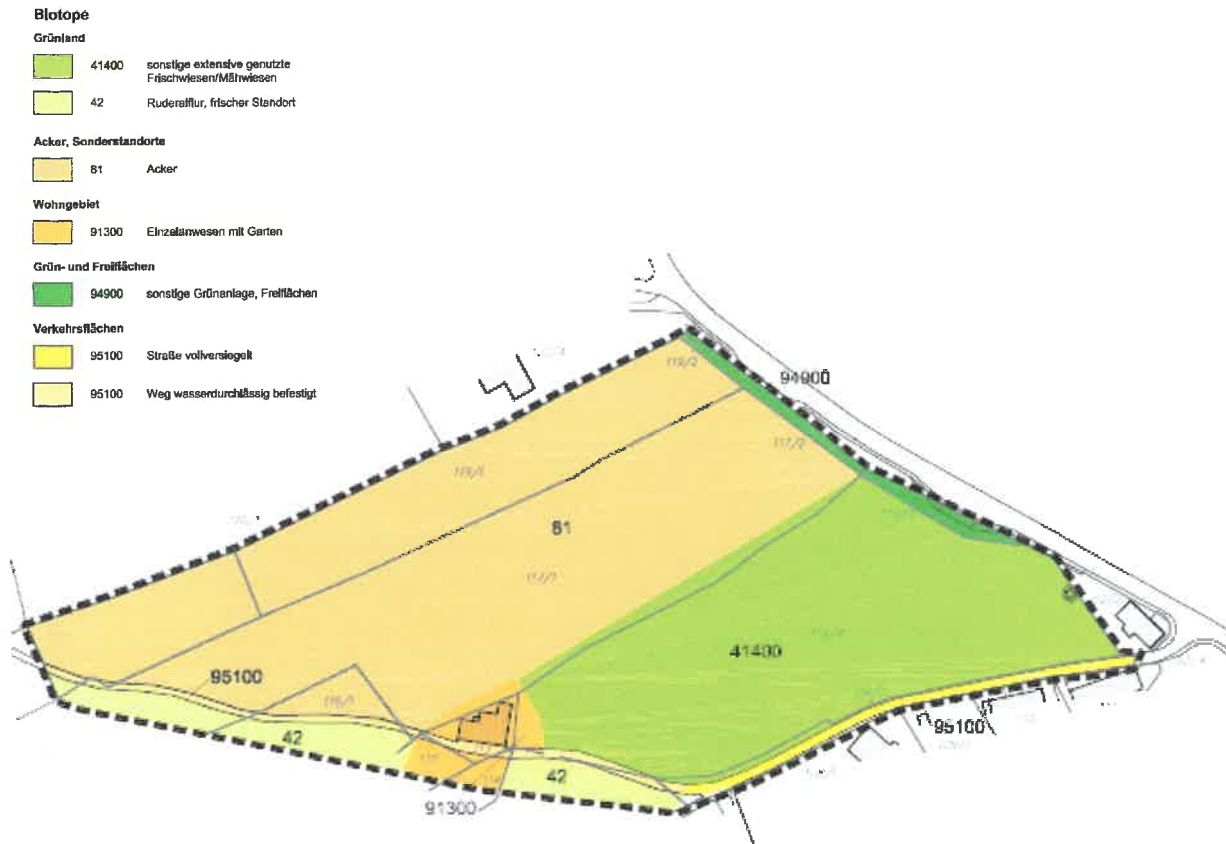 Biotope
Grünland
41400 sonstige extensive genutzte
Frischwiesen/Mähwiesen
42 Ruderalflur, frischer Standort
Acker, Sonderstandorte
81 Acker
Wohngebiet
91300 Einzelanwesen mit Garten
Grün- und Freiflächen
94900 sonstige Grünanlage, Freiflächen
Verkehrsflächen
95100 Straße vollversiegelt
95100 Weg wasserdurchlässig befestigt
94900
117/2
81
41400
95100
42
95100
42
91300